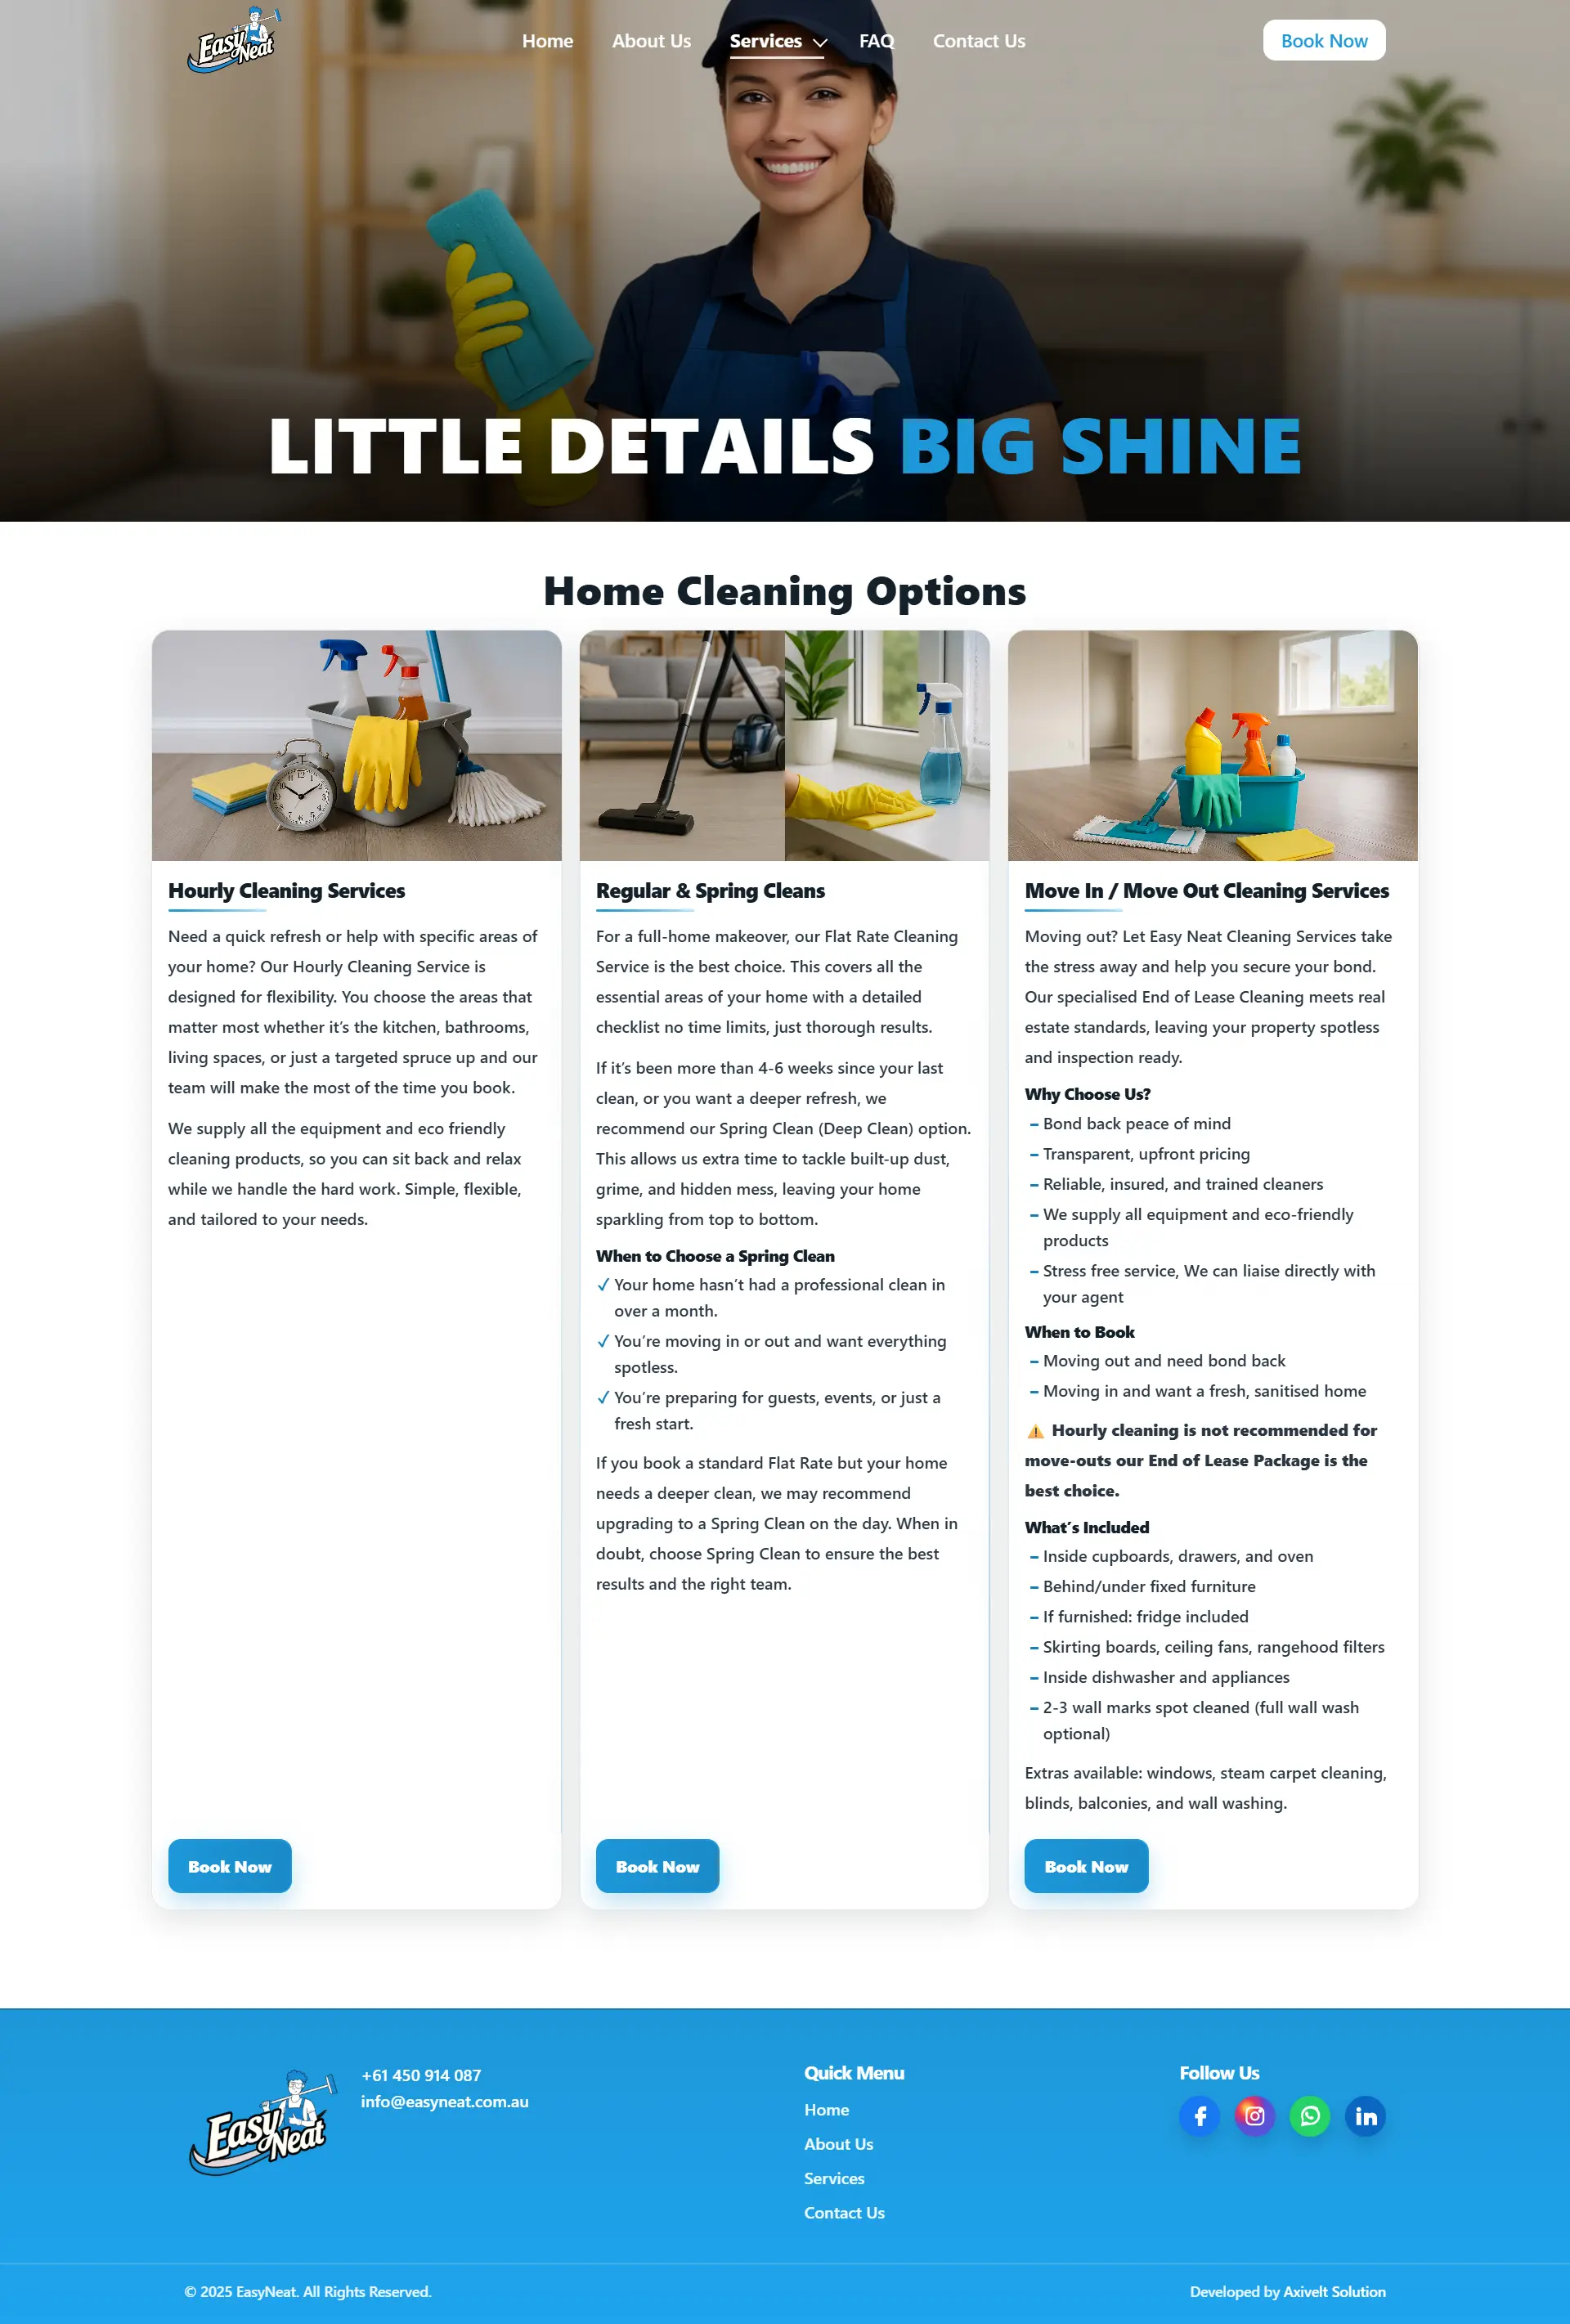 Easy
Neat
Home
About Us
Services
FAQ
Contact Us
Book Now
LITTLE DETAILS BIG SHINE
Home Cleaning Options
Hourly Cleaning Services
Need a quick refresh or help with specific areas of
your home? Our Hourly Cleaning Service is
designed for flexibility. You choose the areas that
matter most whether it’s the kitchen, bathrooms,
living spaces, or just a targeted spruce up and our
team will make the most of the time you book.
We supply all the equipment and eco friendly
cleaning products, so you can sit back and relax
while we handle the hard work. Simple, flexible,
and tailored to your needs.
Book Now
Regular & Spring Cleans
For a full-home makeover, our Flat Rate Cleaning
Service is the best choice. This covers all the
essential areas of your home with a detailed
checklist no time limits, just thorough results.
If it’s been more than 4-6 weeks since your last
clean, or you want a deeper refresh, we
recommend our Spring Clean (Deep Clean) option.
This allows us extra time to tackle built-up dust,
grime, and hidden mess, leaving your home
sparkling from top to bottom.
When to Choose a Spring Clean
✓ Your home hasn’t had a professional clean in
over a month.
✓ You’re moving in or out and want everything
spotless.
✓ You’re preparing for guests, events, or just a
fresh start.
If you book a standard Flat Rate but your home
needs a deeper clean, we may recommend
upgrading to a Spring Clean on the day. When in
doubt, choose Spring Clean to ensure the best
results and the right team.
Book Now
Move In / Move Out Cleaning Services
Moving out? Let Easy Neat Cleaning Services take
the stress away and help you secure your bond.
Our specialised End of Lease Cleaning meets real
estate standards, leaving your property spotless
and inspection ready.
Why Choose Us?
– Bond back peace of mind
– Transparent, upfront pricing
– Reliable, insured, and trained cleaners
– We supply all equipment and eco-friendly
products
– Stress free service, We can liaise directly with
your agent
When to Book
– Moving out and need bond back
– Moving in and want a fresh, sanitised home
⚠️ Hourly cleaning is not recommended for
move-outs our End of Lease Package is the
best choice.
What’s Included
– Inside cupboards, drawers, and oven
– Behind/under fixed furniture
– If furnished: fridge included
– Skirting boards, ceiling fans, rangehood filters
– Inside dishwasher and appliances
– 2-3 wall marks spot cleaned (full wall wash
optional)
Extras available: windows, steam carpet cleaning,
blinds, balconies, and wall washing.
Book Now
Easy
Neat
+61 450 914 087
info@easyneat.com.au
Quick Menu
Home
About Us
Services
Contact Us
Follow Us
© 2025 EasyNeat. All Rights Reserved.
Developed by Axivelt Solution